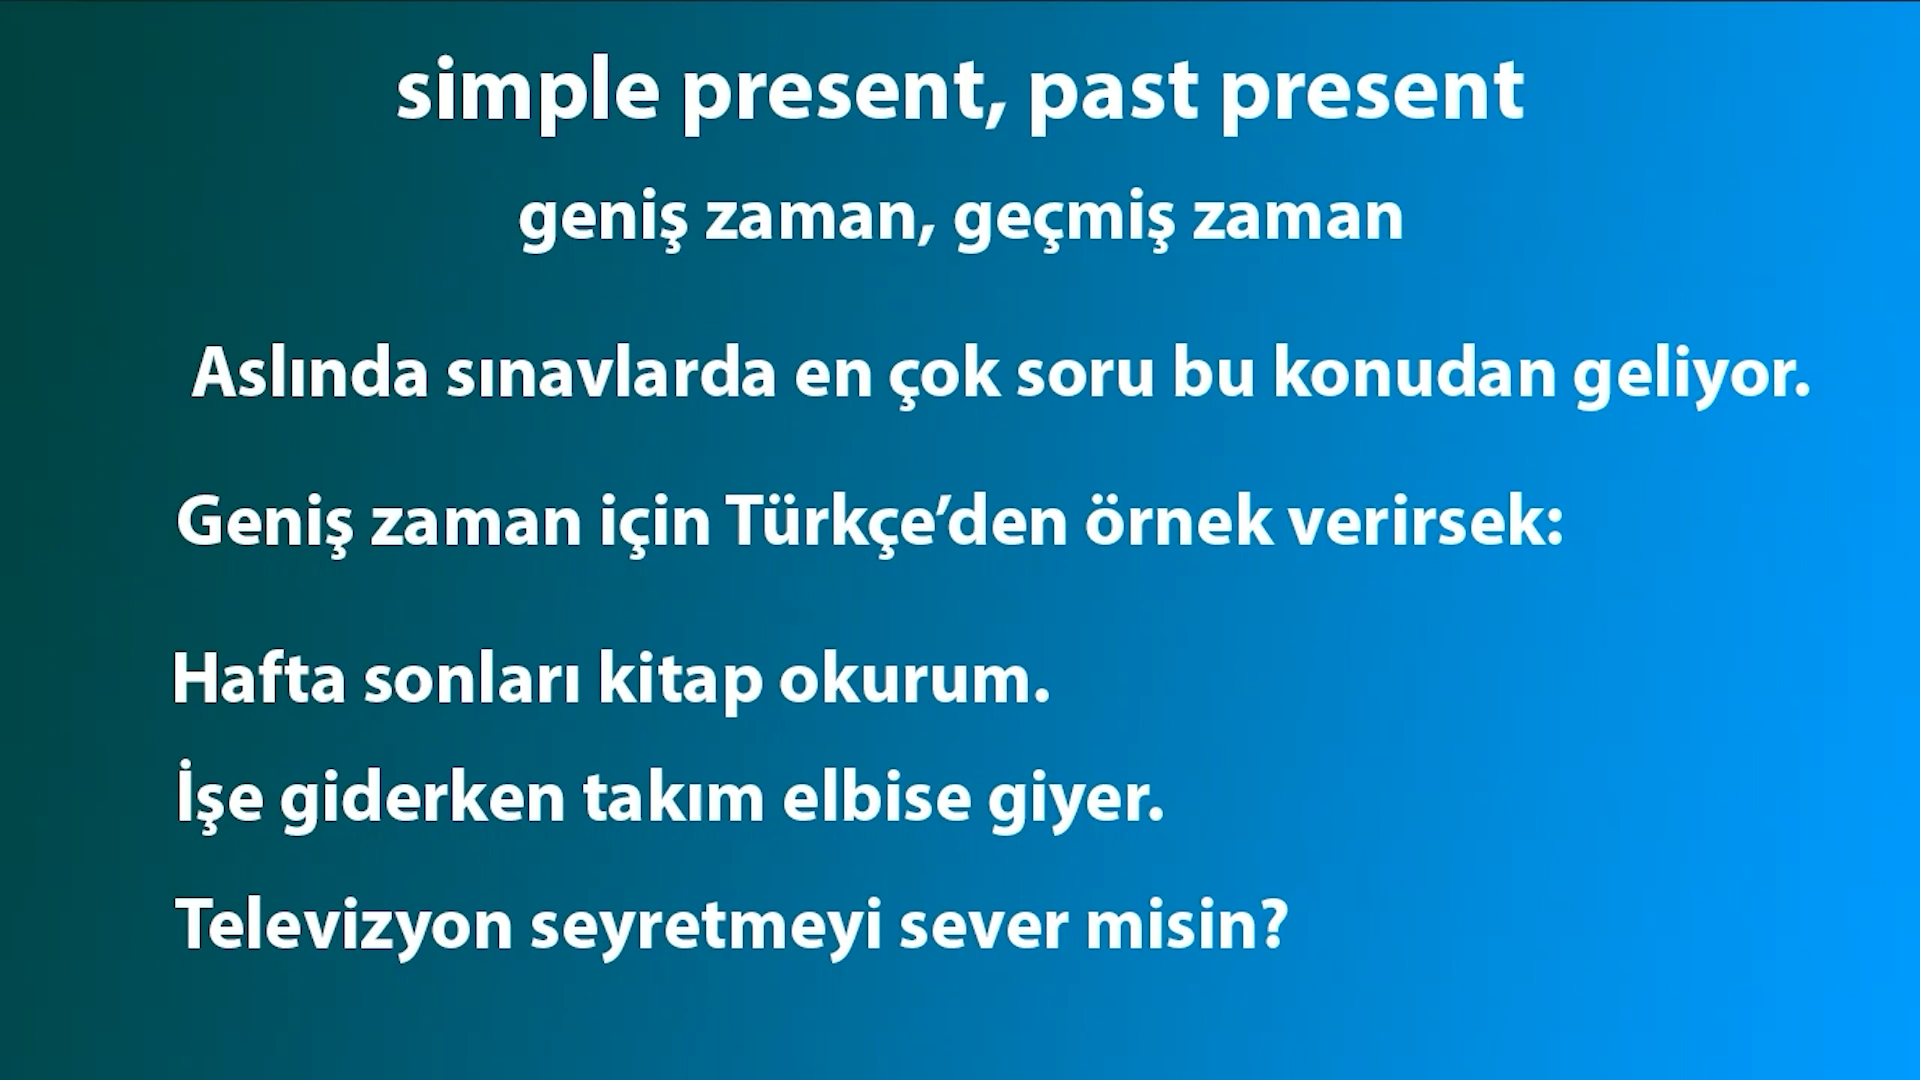 simple present, past present
geniş zaman, geçmiş zaman
Aslında sınavlarda en çok soru bu konudan geliyor.
Geniş zaman için Türkçe’den örnek verirsek:
Hafta sonları kitap okurum.
İşe giderken takım elbise giyer.
Televizyon seyretmeyi sever misin?